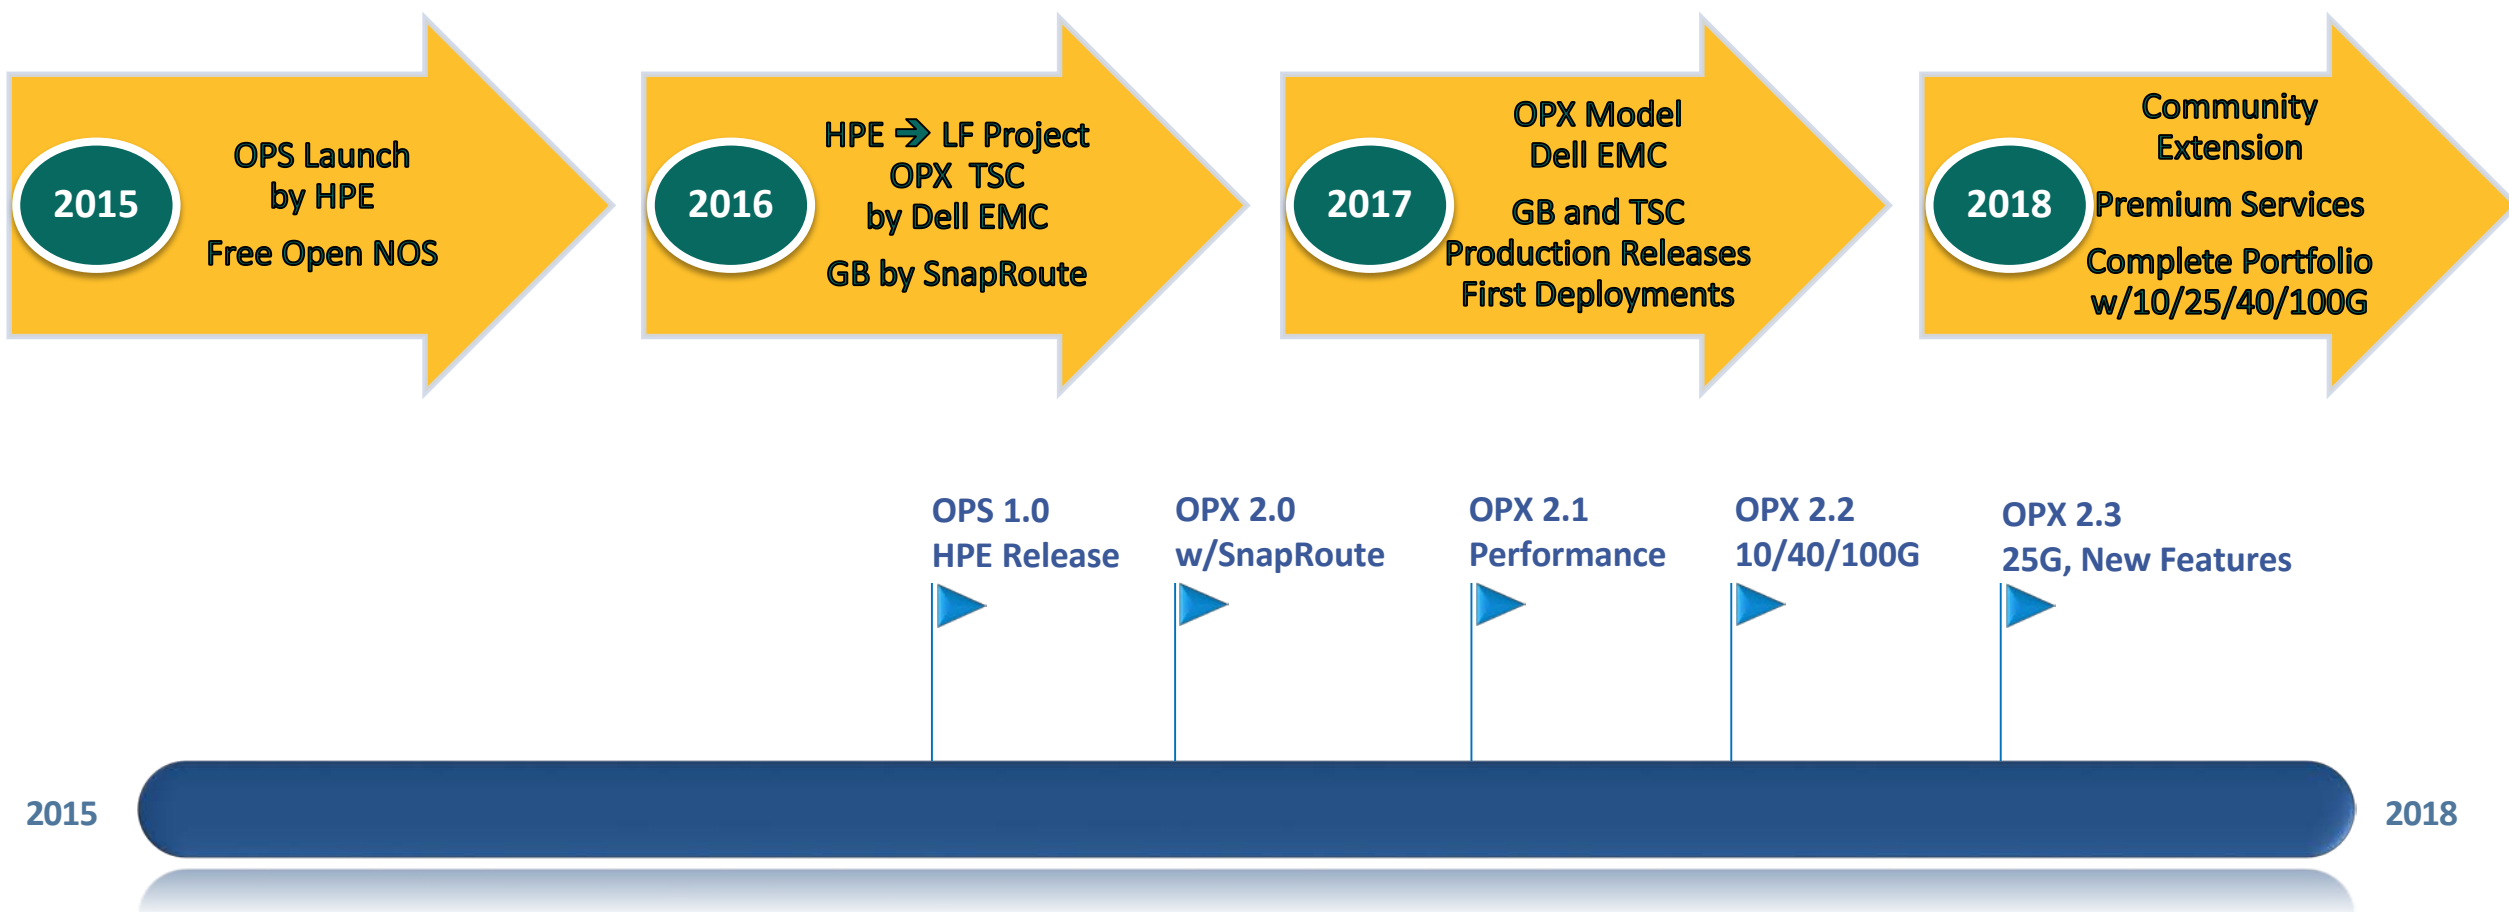 2015
OPS Launch
by HPE
Free Open NOS
2016
HPE ➔ LF Project
OPX TSC
by Dell EMC
GB by SnapRoute
2017
OPX Model
Dell EMC
GB and TSC
Production Releases
First Deployments
2018
Community
Extension
Premium Services
Complete Portfolio
w/10/25/40/100G
OPS 1.0
HPE Release
OPX 2.0
w/SnapRoute
OPX 2.1
Performance
OPX 2.2
10/40/100G
OPX 2.3
25G, New Features
2015
2018